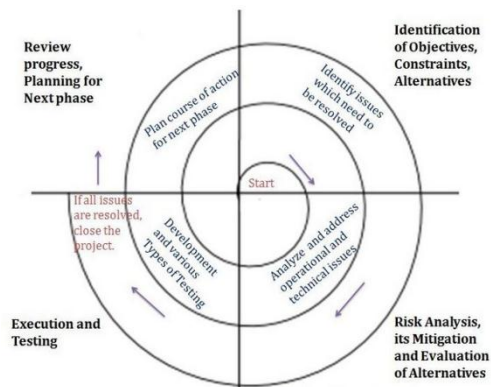 Review
progress,
Planning for
Next phase
Identification
of Objectives,
Constraints,
Alternatives
Plan course of action
for next phase
Identify issues
which need to
be resolved
Start
If all issues
are resolved,
close the
project.
Development
and various
Types of Testing
Analyze and address
operational and
technical issues
Execution and
Testing
Risk Analysis,
its Mitigation
and Evaluation
of Alternatives